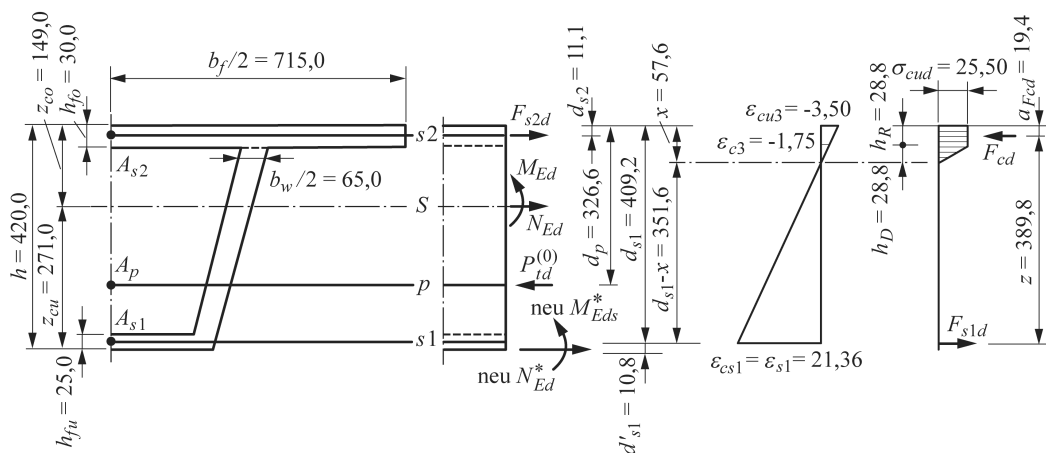 z_co = 149,0
h_fo = 30,0
b_f/2 = 715,0
h = 420,0
z_cu = 271,0
h_fu = 25,0
A_s2
b_w/2 = 65,0
A_p
A_s1
s2
S
p
s1
F_s2d
M_Ed
N_Ed
P_td^(0)
neu M*_Eds
neu N*_Ed
d_s2 = 11,1
d_p = 326,6
d_s1 = 409,2
d'_s1 = 10,8
x = 57,6
d_s1-x = 351,6
ε_cu3 = -3,50
ε_c3 = -1,75
ε_cs1 = ε_s1 = 21,36
h_R = 28,8
h_D = 28,8
σ_cud = 25,50
a_Fcd = 19,4
F_cd
z = 389,8
F_s1d